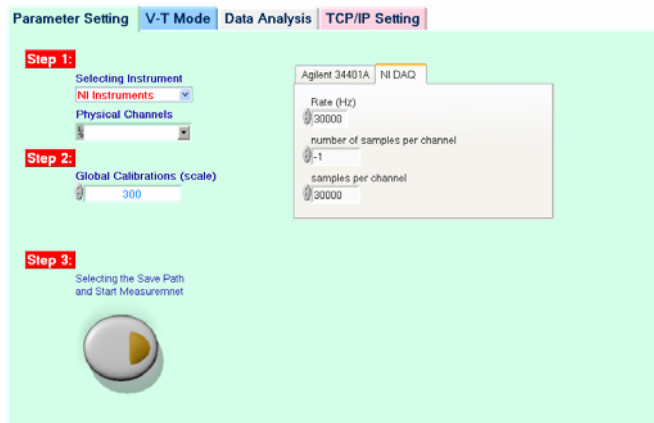 Parameter Setting V-T Mode Data Analysis TCP/IP Setting
Step 1:
Selecting Instrument
NI Instruments
Physical Channels
Step 2:
Global Calibrations (scale)
300
Agilent 34401A NI DAQ
Rate (Hz)
30000
number of samples per channel
-1
samples per channel
30000
Step 3:
Selecting the Save Path
and Start Measuremnet